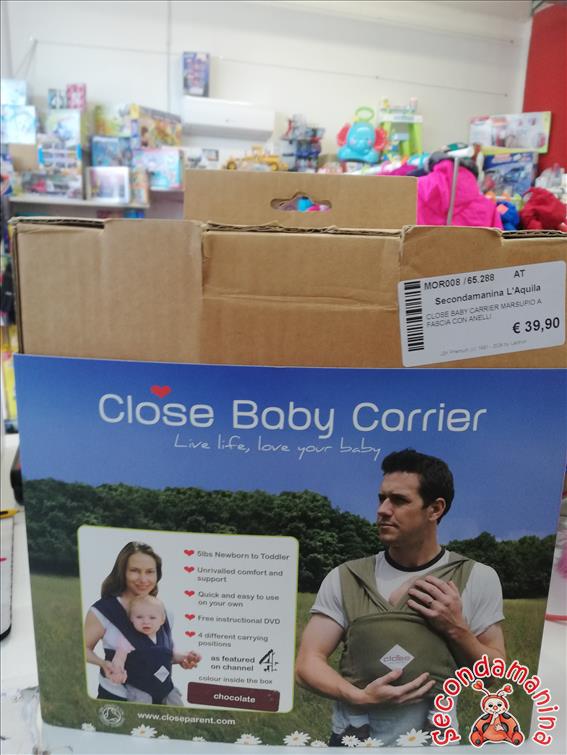 MOR008 / 65.288 AT
Secondamanina L'Aquila
CLOSE BABY CARRIER MARSUPIO A
FASCIA CON ANELLI
€ 39,90
Close Baby Carrier
Live life, love your baby
5lbs Newborn to Toddler
Unrivalled comfort and
support
Quick and easy to use
on your own
Free instructional DVD
4 different carrying
positions
as featured
on channel 4
colour inside the box
chocolate
www.closeparent.com
close
Secondamanina